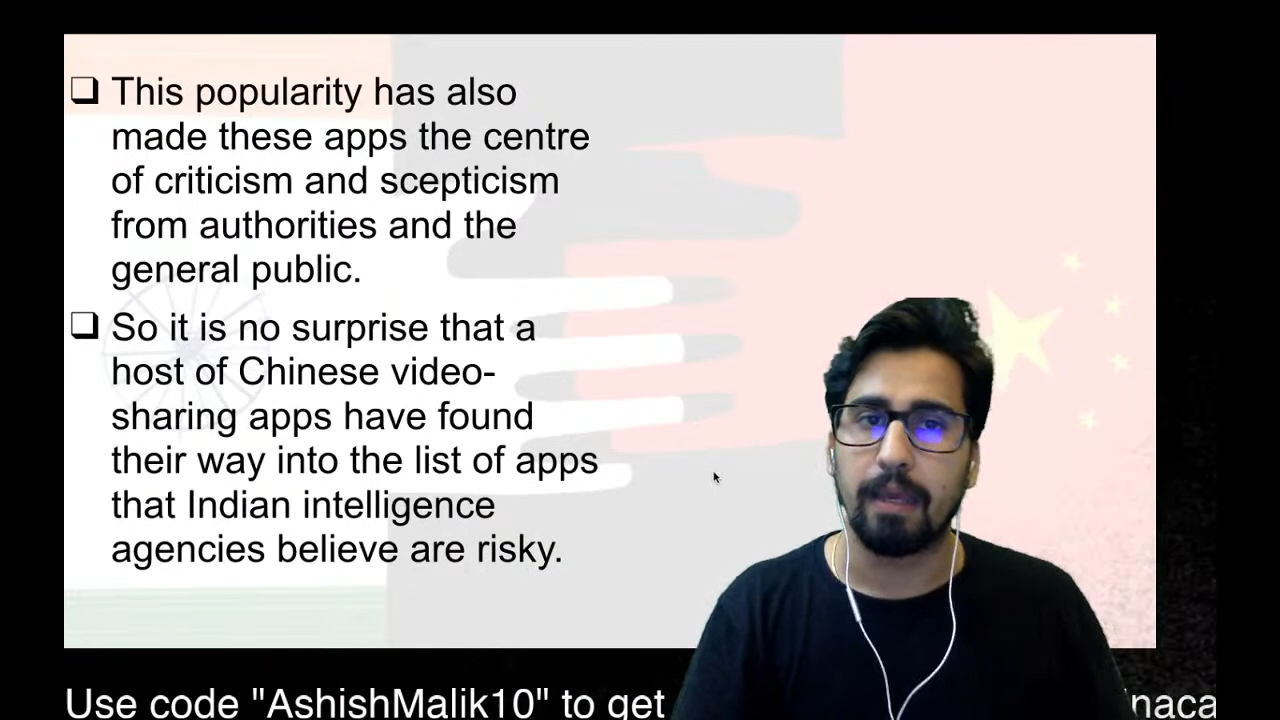 ❑ This popularity has also
made these apps the centre
of criticism and scepticism
from authorities and the
general public.
❑ So it is no surprise that a
host of Chinese video-
sharing apps have found
their way into the list of apps
that Indian intelligence
agencies believe are risky.
Use code "AshishMalik10" to get